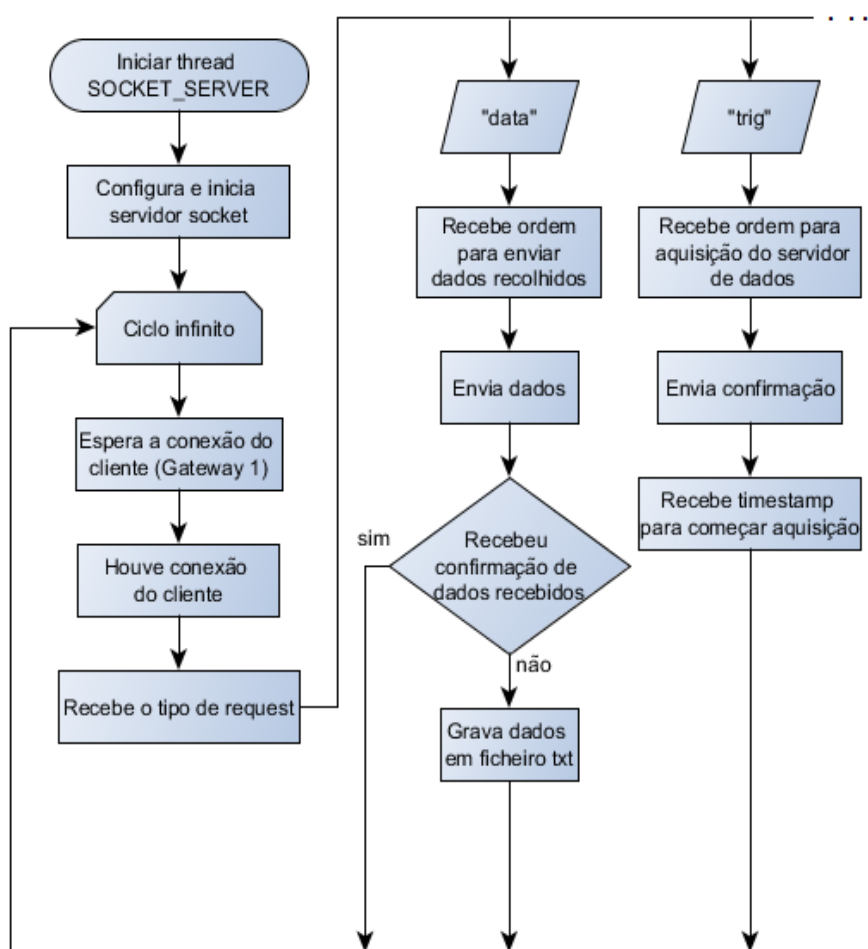 Iniciar thread
SOCKET_SERVER
Configura e inicia
servidor socket
Ciclo infinito
Espera a conexão do
cliente (Gateway 1)
Houve conexão
do cliente
Recebe o tipo de request
"data"
Recebe ordem
para enviar
dados recolhidos
Envia dados
Recebeu
confirmação de
dados recebidos
sim
não
Grava dados
em ficheiro txt
"trig"
Recebe ordem para
aquisição do servidor
de dados
Envia confirmação
Recebe timestamp
para começar aquisição
. . .